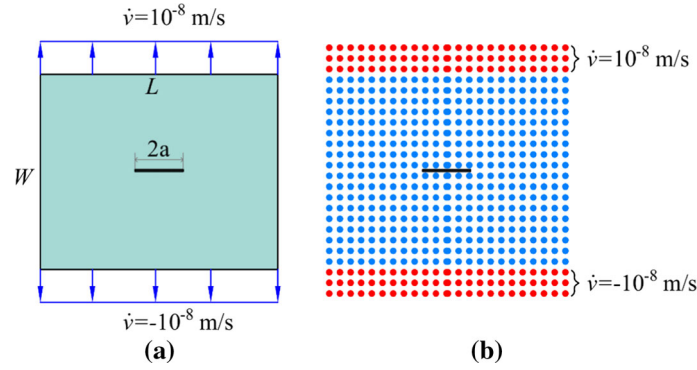 v̇=10⁻⁸ m/s
L
2a
W
v̇=-10⁻⁸ m/s
(a)
v̇=10⁻⁸ m/s
v̇=-10⁻⁸ m/s
(b)